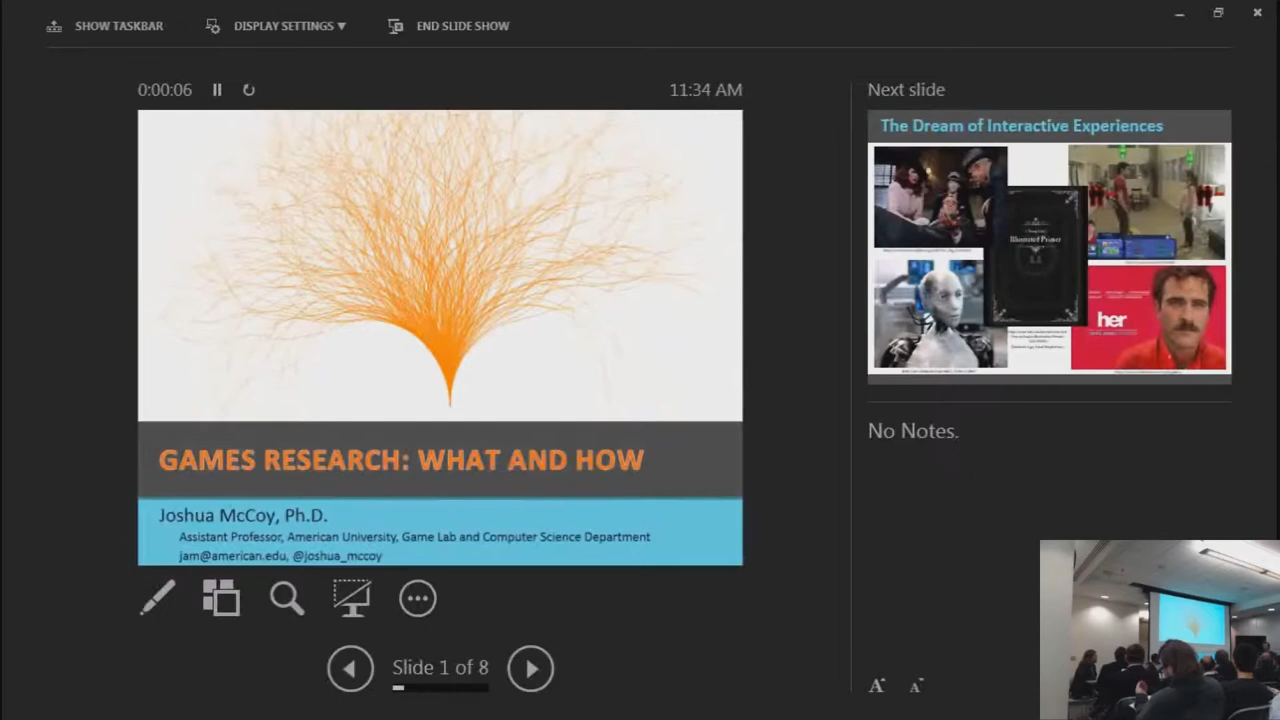 SHOW TASKBAR
DISPLAY SETTINGS ▼
END SLIDE SHOW
0:00:06
11:34 AM
GAMES RESEARCH: WHAT AND HOW
Joshua McCoy, Ph.D.
Assistant Professor, American University, Game Lab and Computer Science Department
jam@american.edu, @joshua_mccoy
Slide 1 of 8
Next slide
The Dream of Interactive Experiences
Illustrated Primer
her
No Notes.
A
A